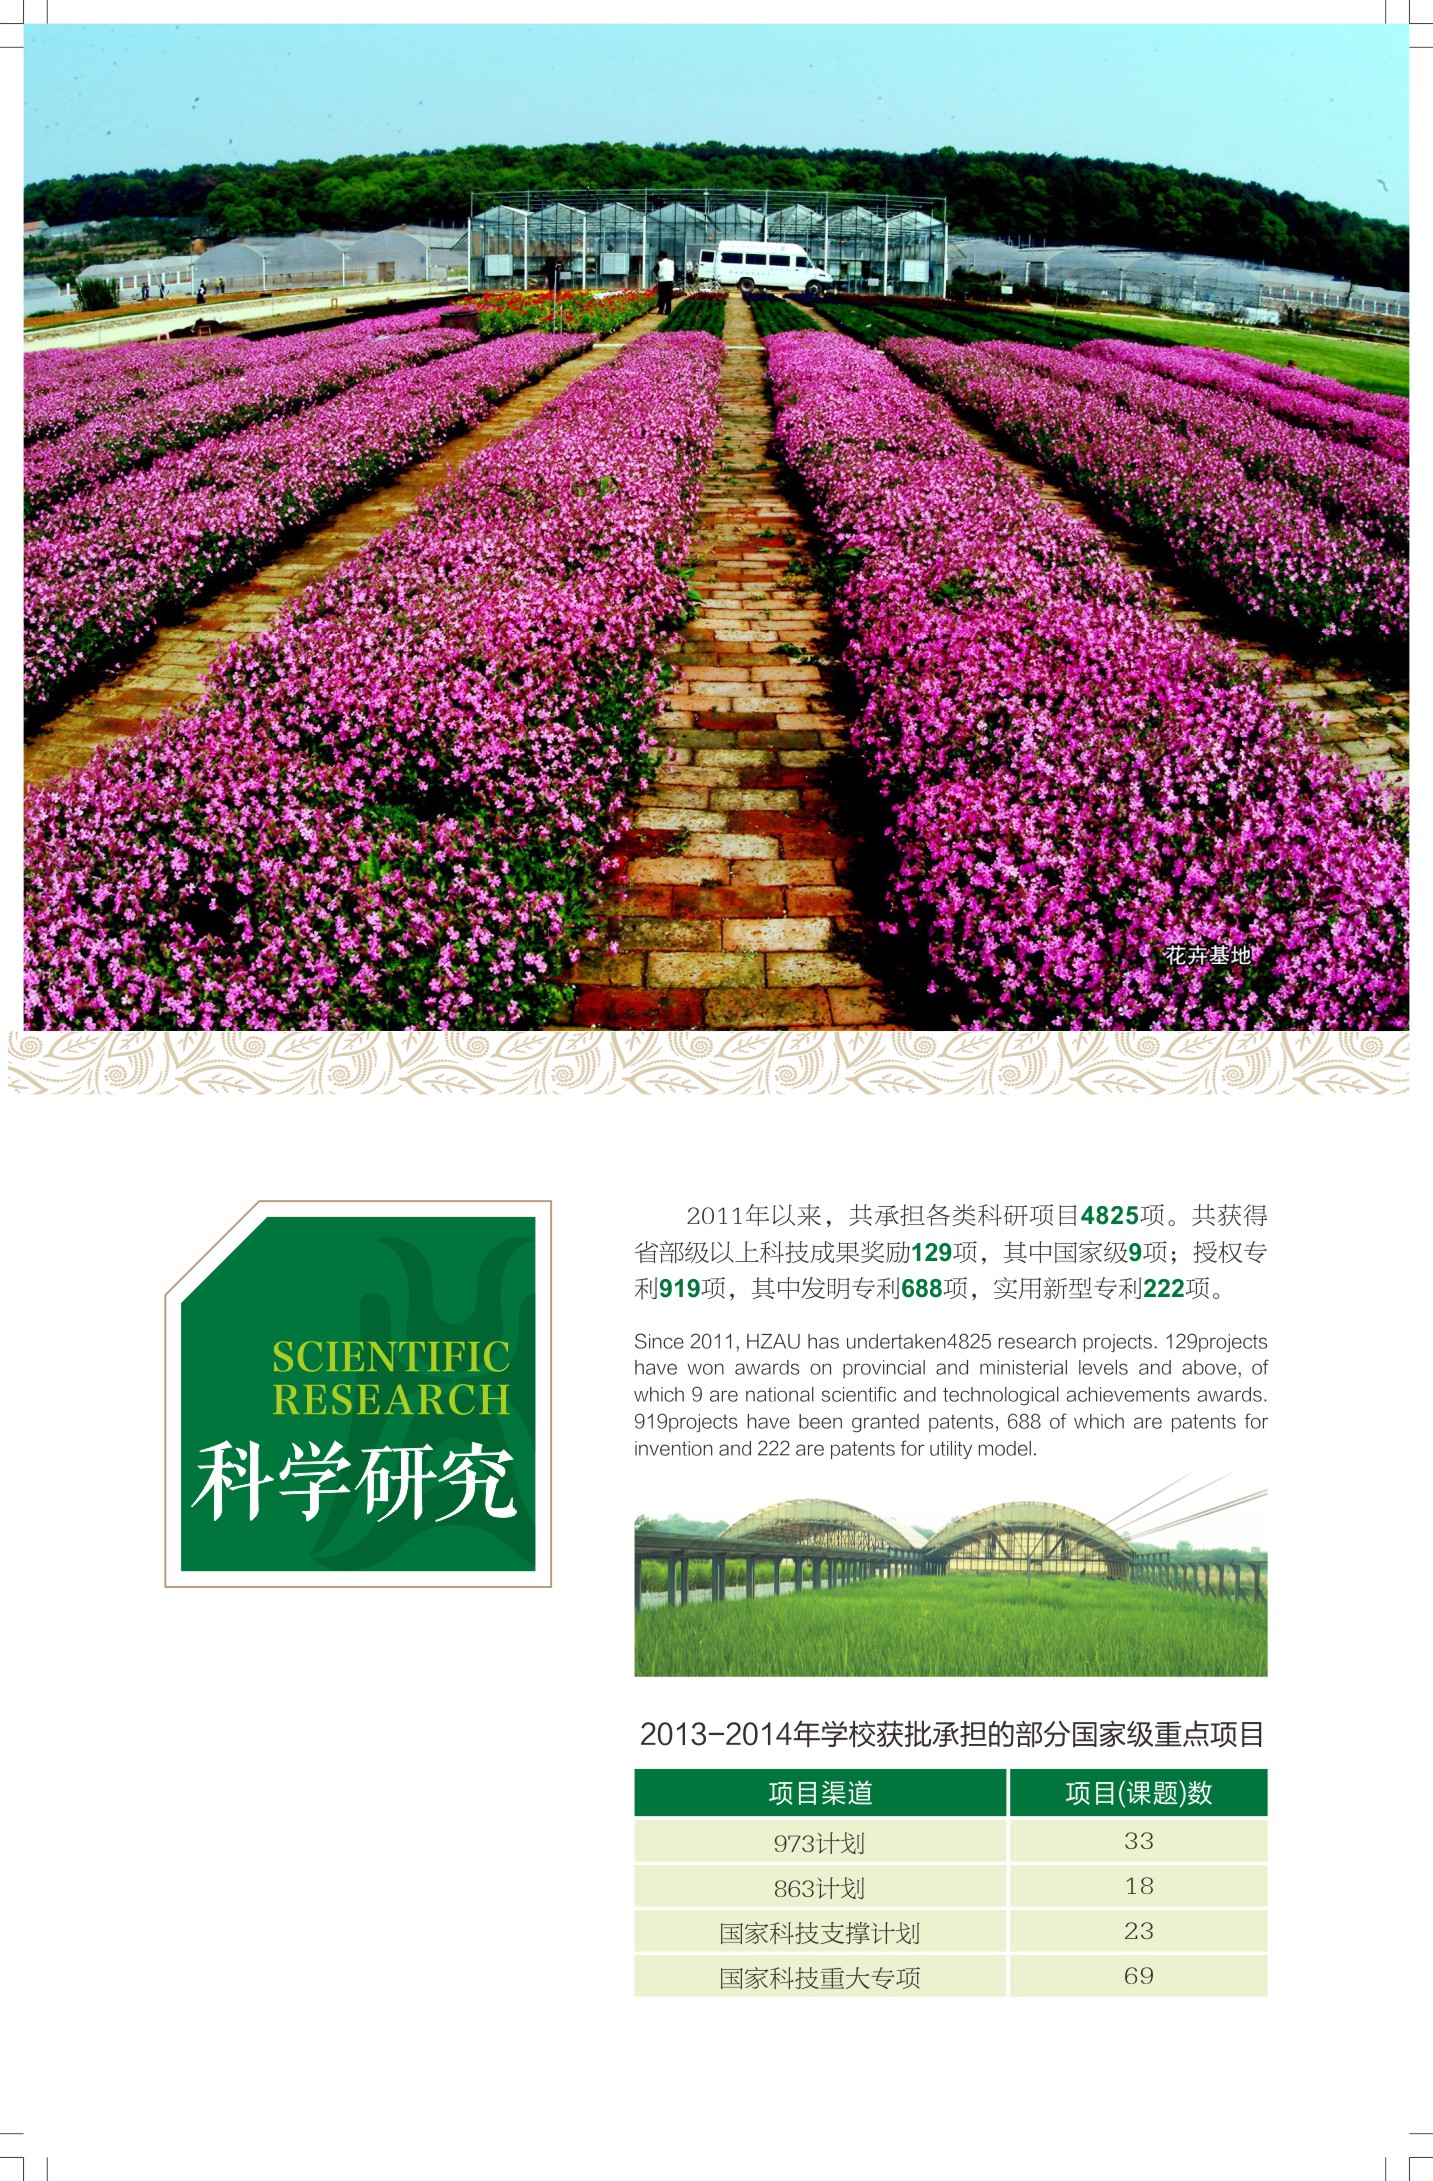 花卉基地
SCIENTIFIC
RESEARCH
科学研究
2011年以来，共承担各类科研项目4825项。共获得
省部级以上科技成果奖励129项，其中国家级9项；授权专
利919项，其中发明专利688项，实用新型专利222项。
Since 2011, HZAU has undertaken4825 research projects. 129projects
have won awards on provincial and ministerial levels and above, of
which 9 are national scientific and technological achievements awards.
919projects have been granted patents, 688 of which are patents for
invention and 222 are patents for utility model.
2013-2014年学校获批承担的部分国家级重点项目
项目渠道 项目(课题)数
973计划 33
863计划 18
国家科技支撑计划 23
国家科技重大专项 69